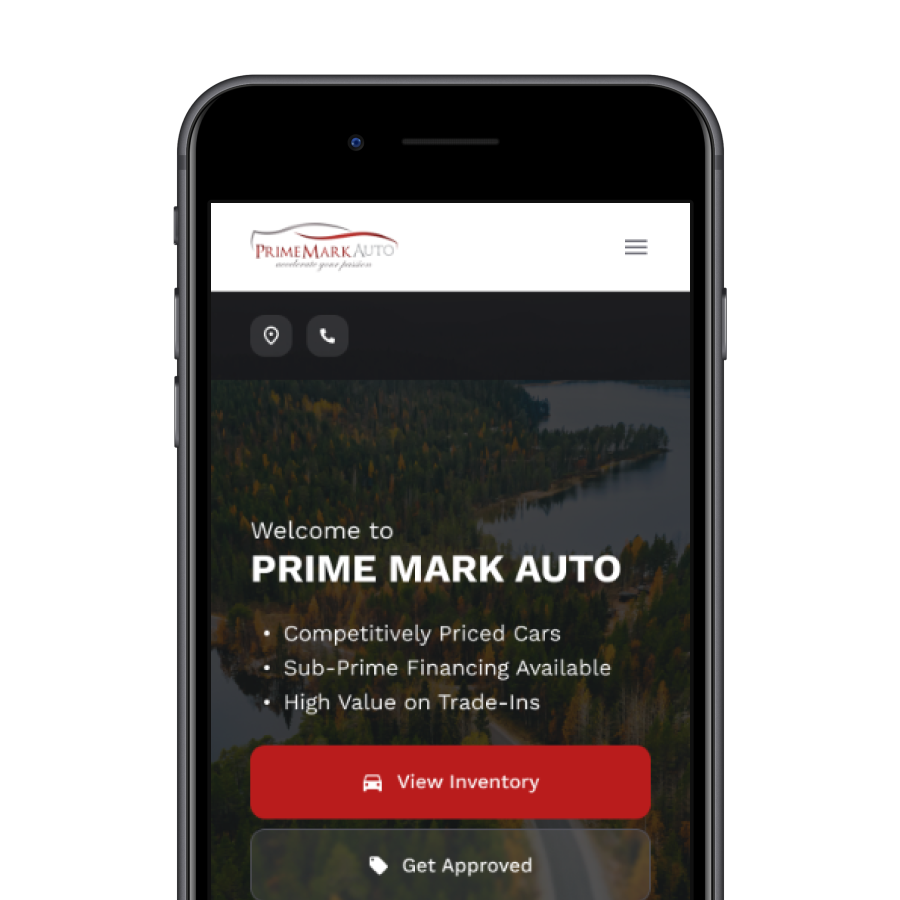 PRIMEMARKAUTO
accelerate your passion
Welcome to
PRIME MARK AUTO
• Competitively Priced Cars
• Sub-Prime Financing Available
• High Value on Trade-Ins
View Inventory
Get Approved